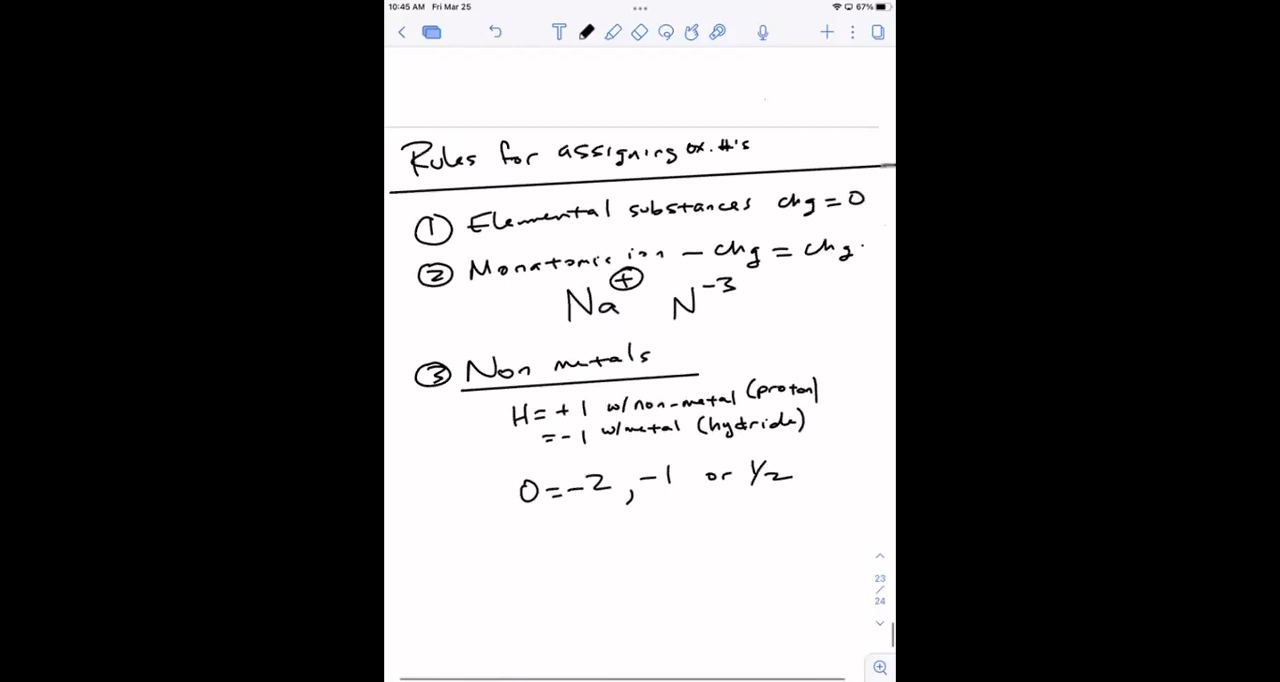 10:45 AM Fri Mar 25
67%
T
Rules for assigning ox. #'s
① Elemental substances chg = 0
② Monatomic ion – chg = chg.
Na⁺ N⁻³
③ Non metals
H = +1 w/non-metal (proton)
= -1 w/metal (hydride)
O = -2, -1 or 1/2
23
/
24